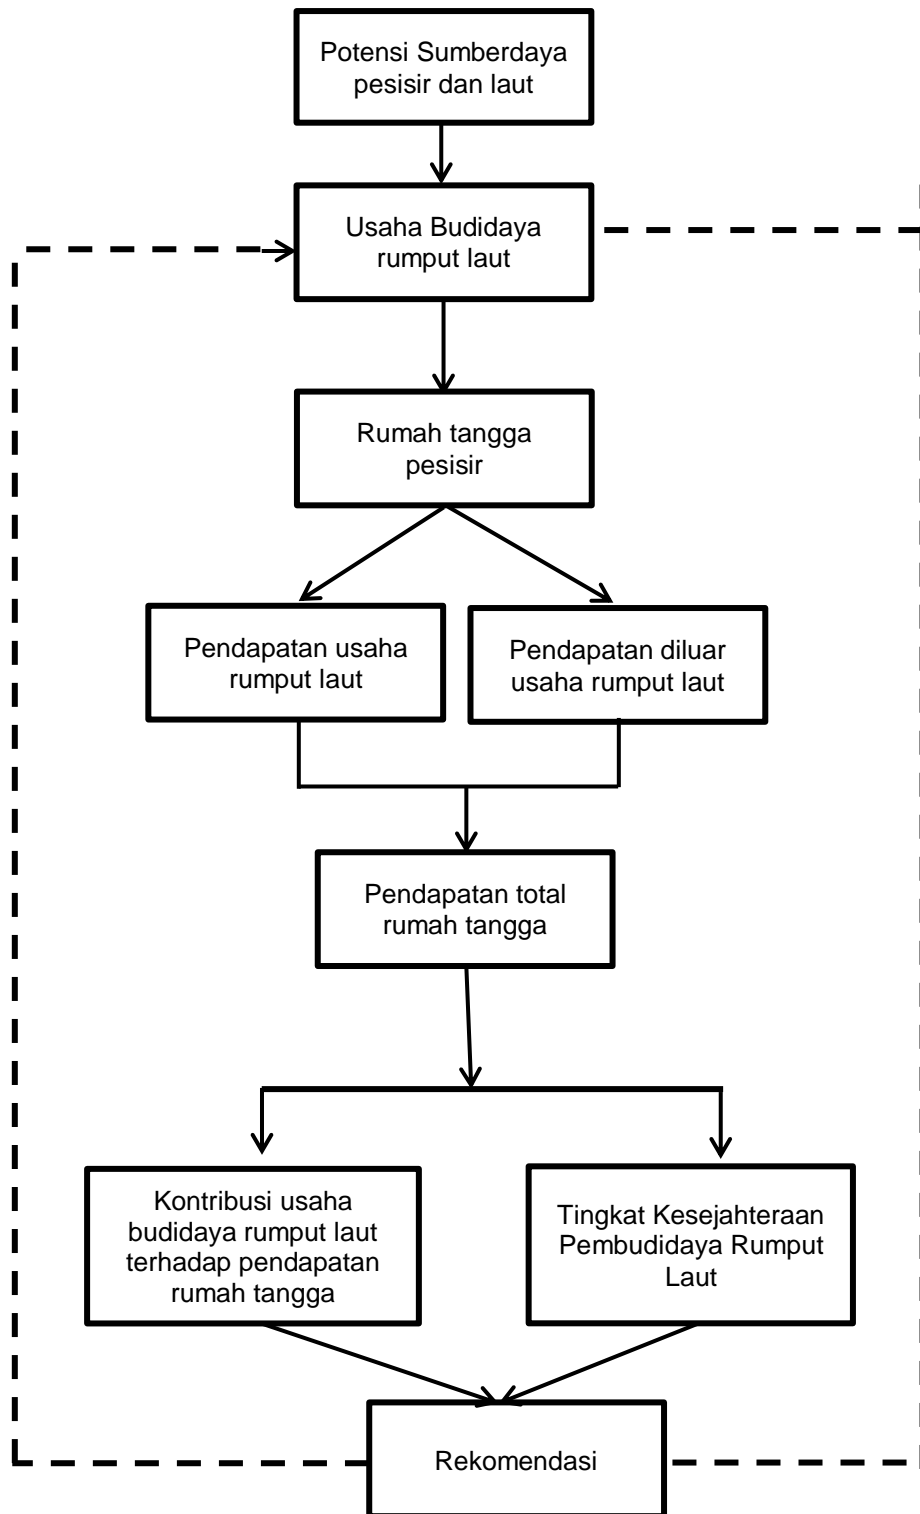 Potensi Sumberdaya
pesisir dan laut
Usaha Budidaya
rumput laut
Rumah tangga
pesisir
Pendapatan usaha
rumput laut
Pendapatan diluar
usaha rumput laut
Pendapatan total
rumah tangga
Kontribusi usaha
budidaya rumput laut
terhadap pendapatan
rumah tangga
Tingkat Kesejahteraan
Pembudidaya Rumput
Laut
Rekomendasi